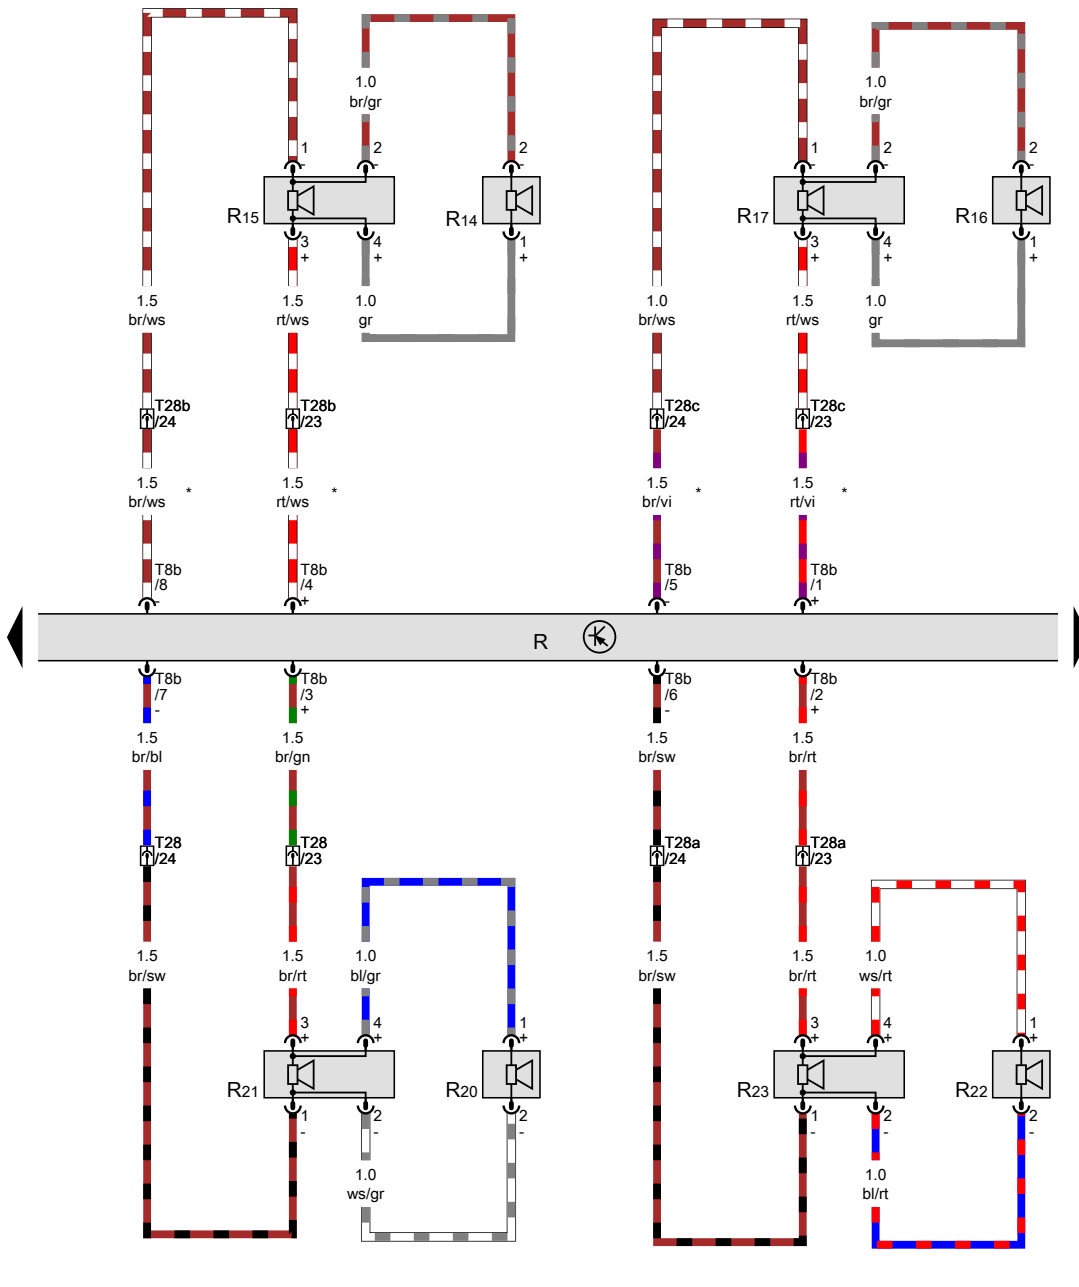 1.0
br/gr
1.0
br/gr
1
-
2
-
2
-
1
-
2
-
2
-
R15
R14
R17
R16
3
+
4
+
1
+
3
+
4
+
1
+
1.5
br/ws
1.5
rt/ws
1.0
gr
1.0
br/ws
1.5
rt/ws
1.0
gr
T28b
/24
T28b
/23
T28c
/24
T28c
/23
1.5
br/ws
*
1.5
rt/ws
*
1.5
br/vi
*
1.5
rt/vi
*
T8b
/8
-
T8b
/4
+
T8b
/5
-
T8b
/1
+
R
T8b
/7
-
T8b
/3
+
T8b
/6
-
T8b
/2
+
1.5
br/bl
1.5
br/gn
1.5
br/sw
1.5
br/rt
T28
/24
T28
/23
T28a
/24
T28a
/23
1.5
br/sw
1.5
br/rt
1.0
bl/gr
1.5
br/sw
1.5
br/rt
1.0
ws/rt
3
+
4
+
1
+
3
+
4
+
1
+
R21
R20
R23
R22
1
-
2
-
2
-
1
-
2
-
2
-
1.0
ws/gr
1.0
bl/rt